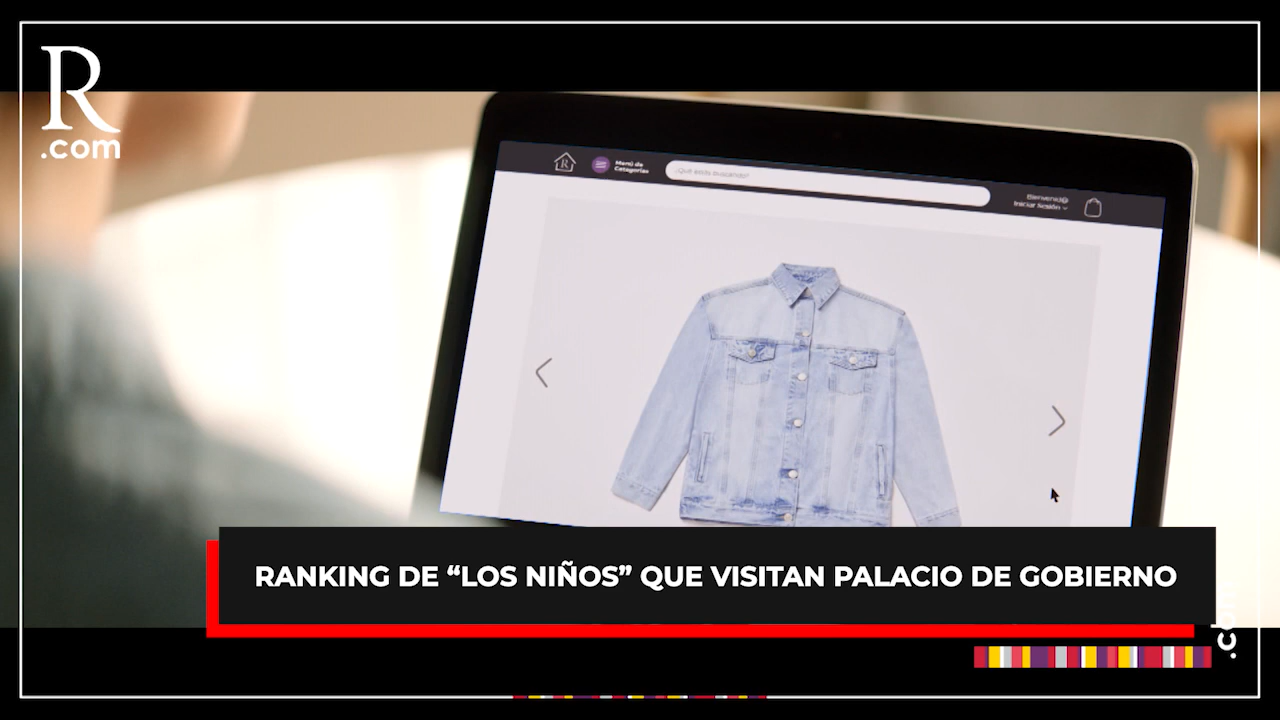 R
.com
R
Menú de
Categorías
¿Qué estás buscando?
Bienvenid@
Iniciar Sesión
RANKING DE “LOS NIÑOS” QUE VISITAN PALACIO DE GOBIERNO
.com